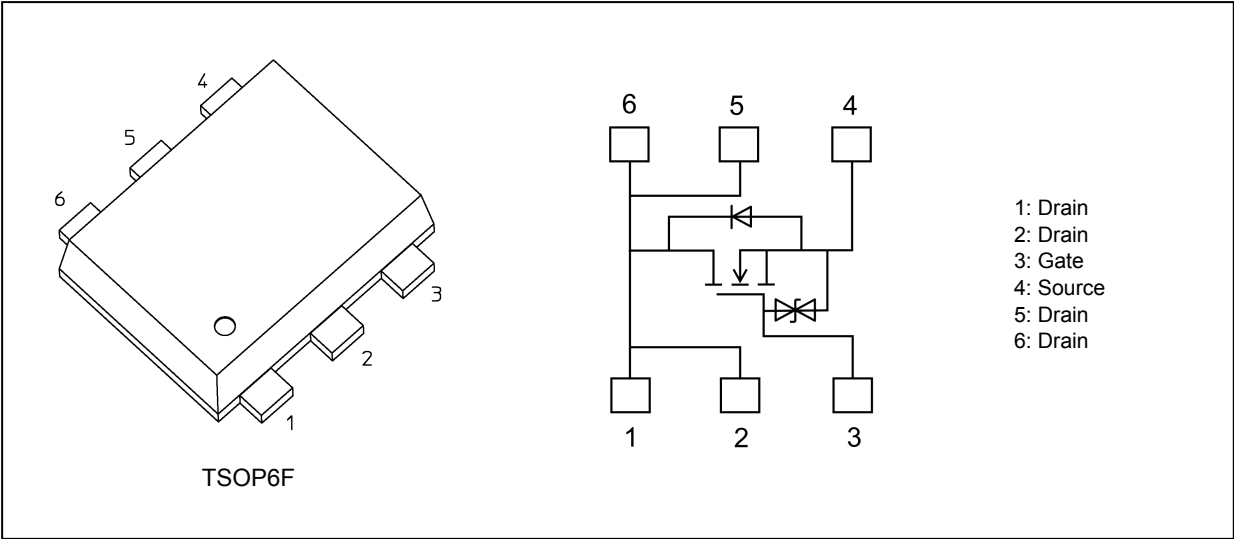 4
5
6
3
2
1
TSOP6F
6 5 4
1 2 3
1: Drain
2: Drain
3: Gate
4: Source
5: Drain
6: Drain